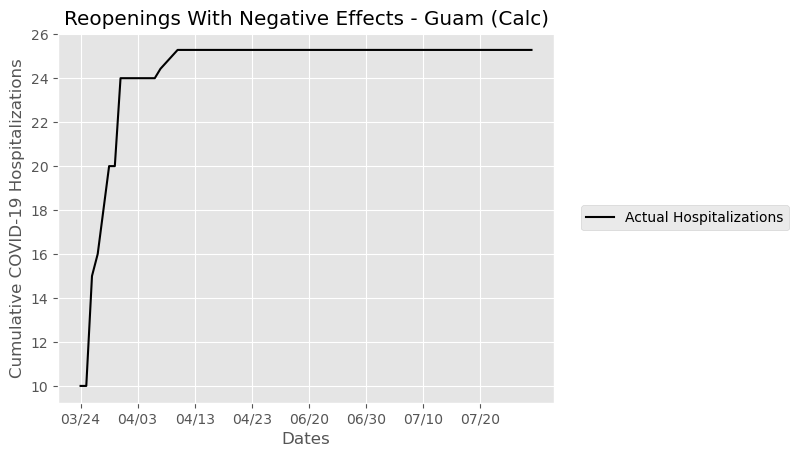 Reopenings With Negative Effects - Guam (Calc)
Cumulative COVID-19 Hospitalizations
26
24
22
20
18
16
14
12
10
03/24 04/03 04/13 04/23 06/20 06/30 07/10 07/20
Dates
Actual Hospitalizations